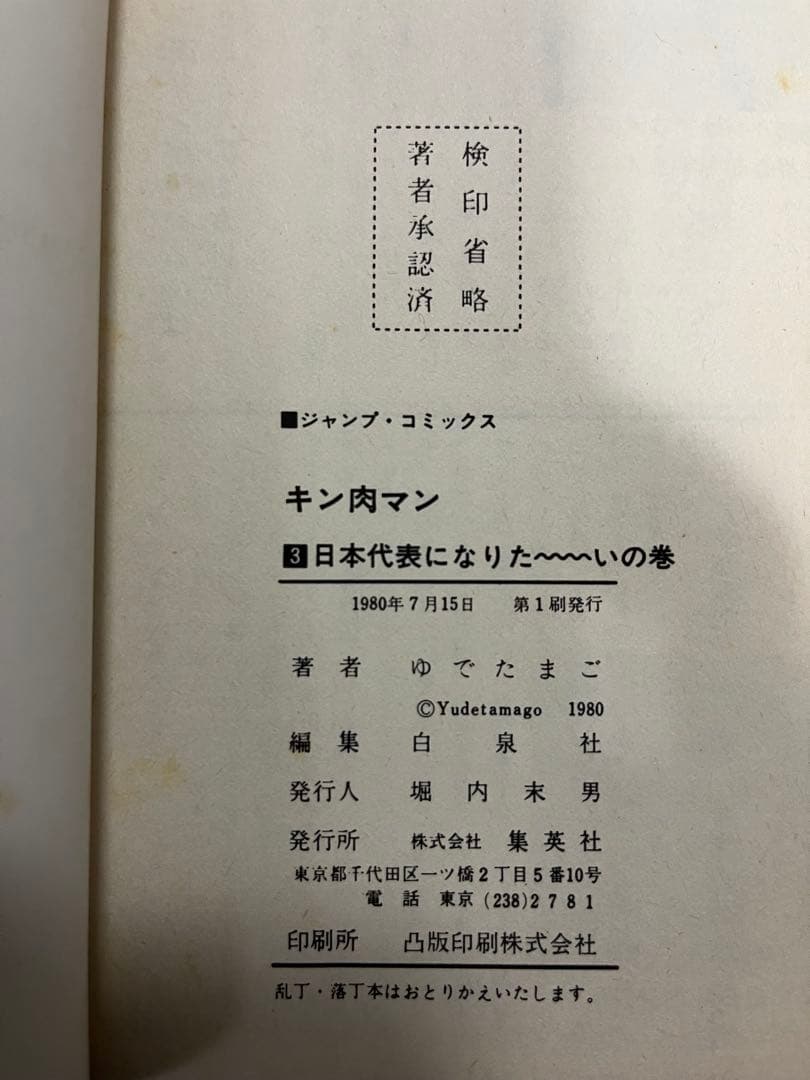 検印省略
著者承認済
■ジャンプ・コミックス
キン肉マン
3日本代表になりた〜〜〜〜いの巻
1980年7月15日 第1刷発行
著者 ゆでたまご
©Yudetamago 1980
編集 白泉社
発行人 堀内末男
発行所 株式会社 集英社
東京都千代田区一ツ橋2丁目5番10号
電話 東京(238)2781
印刷所 凸版印刷株式会社
乱丁・落丁本はおとりかえいたします。